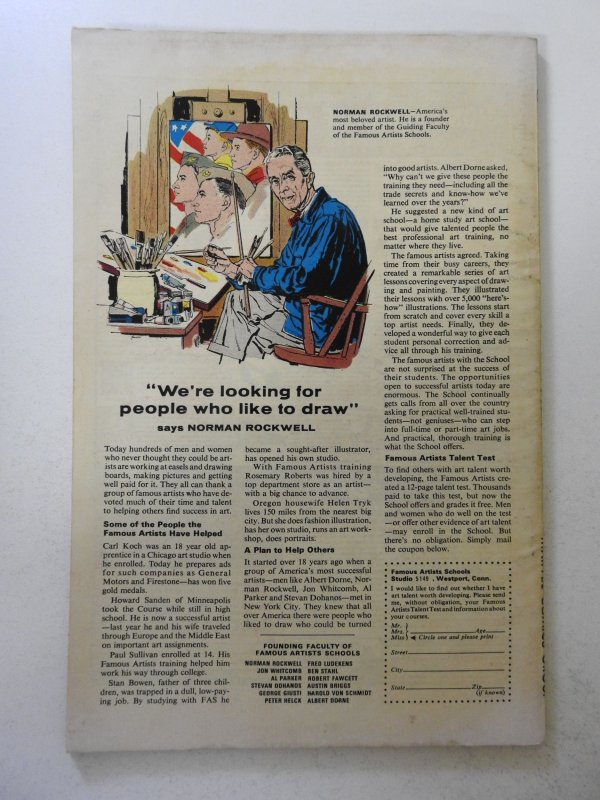 NORMAN ROCKWELL—America's
most beloved artist. He is a founder
and member of the Guiding Faculty
of the Famous Artists Schools.
"We're looking for
people who like to draw"
says NORMAN ROCKWELL
Today hundreds of men and women
who never thought they could be art-
ists are working at easels and drawing
boards, making pictures and getting
well paid for it. They all can thank a
group of famous artists who have de-
voted much of their time and talent
to helping others find success in art.
Some of the People the
Famous Artists Have Helped
Carl Koch was an 18 year old ap-
prentice in a Chicago art studio when
he enrolled. Today he prepares ads
for such companies as General
Motors and Firestone—has won five
gold medals.
Howard Sanden of Minneapolis
took the Course while still in high
school. He is now a successful artist
—last year he and his wife traveled
through Europe and the Middle East
on important art assignments.
Paul Sullivan enrolled at 14. His
Famous Artists training helped him
work his way through college.
Stan Bowen, father of three chil-
dren, was trapped in a dull, low-pay-
ing job. By studying with FAS he
became a sought-after illustrator,
has opened his own studio.
With Famous Artists training
Rosemary Roberts was hired by a
top department store as an artist—
with a big chance to advance.
Oregon housewife Helen Tryk
lives 150 miles from the nearest big
city. But she does fashion illustration,
has her own studio, runs an art work-
shop, does portraits.
A Plan to Help Others
It started over 18 years ago when a
group of America's most successful
artists—men like Albert Dorne, Nor-
man Rockwell, Jon Whitcomb, Al
Parker and Stevan Dohanos—met in
New York City. They knew that all
over America there were people who
liked to draw who could be turned
FOUNDING FACULTY OF
FAMOUS ARTISTS SCHOOLS
NORMAN ROCKWELL FRED LUDEKENS
JON WHITCOMB BEN STAHL
AL PARKER ROBERT FAWCETT
STEVAN DOHANOS AUSTIN BRIGGS
GEORGE GIUSTI HAROLD VON SCHMIDT
PETER HELCK ALBERT DORNE
into good artists. Albert Dorne asked,
"Why can't we give these people the
training they need—including all the
trade secrets and know-how we've
learned over the years?"
He suggested a new kind of art
school—a home study art school—
that would give talented people the
best professional art training, no
matter where they live.
The famous artists agreed. Taking
time from their busy careers, they
created a remarkable series of art
lessons covering every aspect of draw-
ing and painting. They illustrated
their lessons with over 5,000 "here's-
how" illustrations. The lessons start
from scratch and cover every skill a
top artist needs. Finally, they de-
veloped a wonderful way to give each
student personal correction and ad-
vice all through his training.
The famous artists with the School
are not surprised at the success of
their students. The opportunities
open to successful artists today are
enormous. The School continually
gets calls from all over the country
asking for practical well-trained stu-
dents—not geniuses—who can step
into full-time or part-time art jobs.
And practical, thorough training is
what the School offers.
Famous Artists Talent Test
To find others with art talent worth
developing, the Famous Artists cre-
ated a 12-page talent test. Thousands
paid to take this test, but now the
School offers and grades it free. Men
and women who do well on the test
—or offer other evidence of art talent
—may enroll in the School. But
there's no obligation. Simply mail
the coupon below.
Famous Artists Schools
Studio 5149, Westport, Conn.
I would like to find out whether I have
art talent worth developing. Please send
me, without obligation, your Famous
Artists Talent Test and information about
your courses.
Mr.
Mrs. Age
Miss Circle one and please print
Street
City
State Zip
(if known)